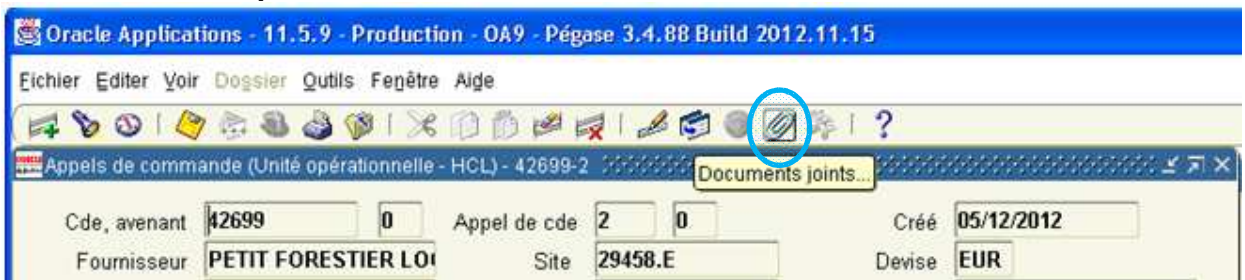 Oracle Applications - 11.5.9 - Production - OA9 - Pégase 3.4.88 Build 2012.11.15
Fichier Editer Voir Dossier Outils Fenêtre Aide
?
Appels de commande (Unité opérationnelle - HCL) - 42699-2
Documents joints...
Cde, avenant 42699 0 Appel de cde 2 0 Créé 05/12/2012
Fournisseur PETIT FORESTIER LO Site 29458.E Devise EUR